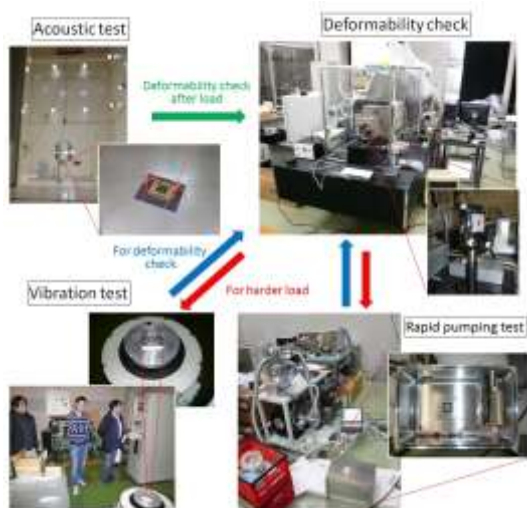 Acoustic test
Deformability check
Deformability check
after load
For deformability
check
Vibration test
For harder load
Rapid pumping test